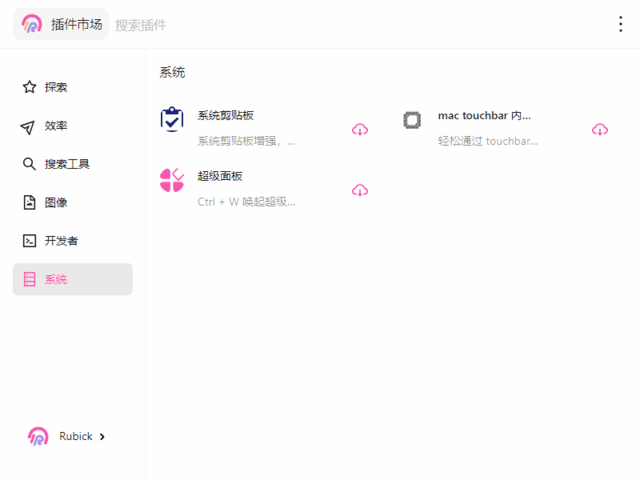 插件市场 搜索插件
探索
效率
搜索工具
图像
开发者
系统
Rubick
系统
系统剪贴板
系统剪贴板增强，...
mac touchbar 内...
轻松通过 touchbar...
超级面板
Ctrl + W 唤起超级...